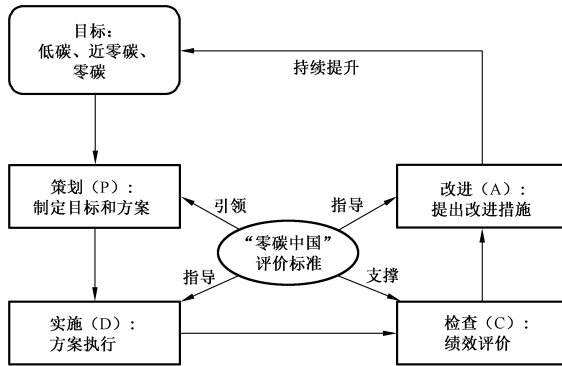 目标：
低碳、近零碳、
零碳
持续提升
策划（P）：
制定目标和方案
引领
指导
改进（A）：
提出改进措施
“零碳中国”
评价标准
指导
支撑
实施（D）：
方案执行
检查（C）：
绩效评价